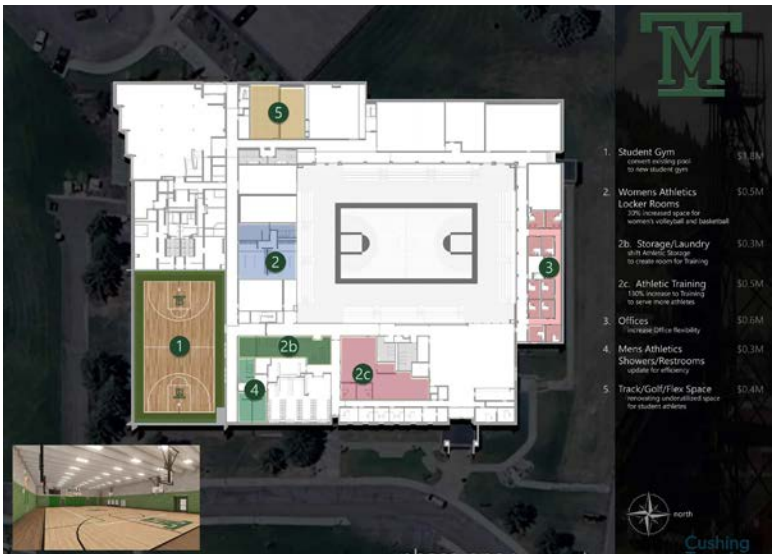 TM
1. Student Gym $1.8M
convert existing pool
to new student gym
2. Womens Athletics $0.5M
Locker Rooms
33% increased space for
women's volleyball and basketball
2b. Storage/Laundry $0.3M
shift Athletic Storage
to create room for Training
2c. Athletic Training $0.5M
130% increase to Training
to serve more athletes
3. Offices $0.6M
increase Office flexibility
4. Mens Athletics $0.3M
Showers/Restrooms
update for efficiency
5. Track/Golf/Flex Space $0.4M
renovating underutilized space
for student athletes
5
2
3
1
2b
2c
4
north
Cushing